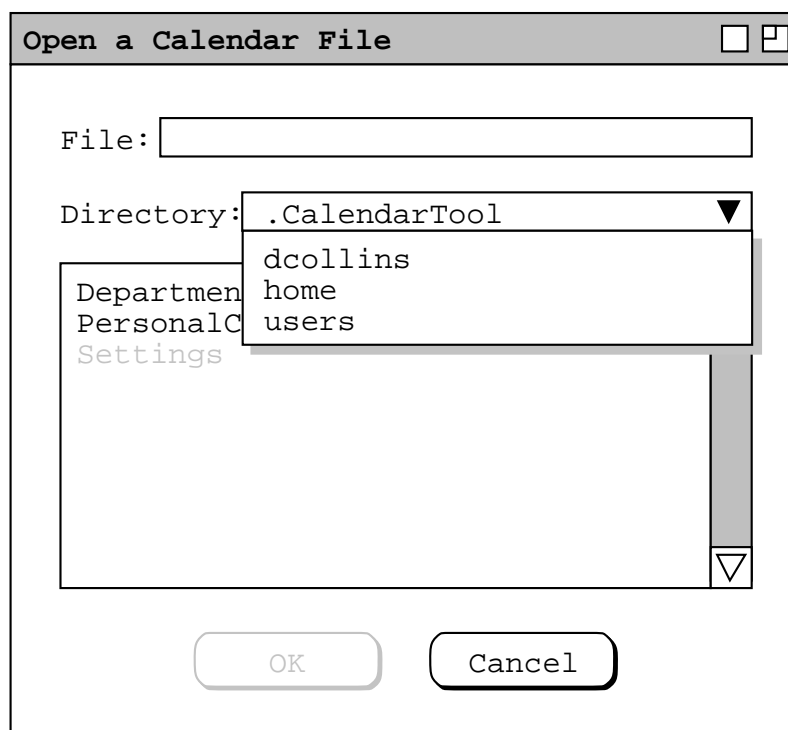 Open a Calendar File
File:
Directory: .CalendarTool
dcollins
home
users
Departmen
PersonalC
Settings
OK
Cancel